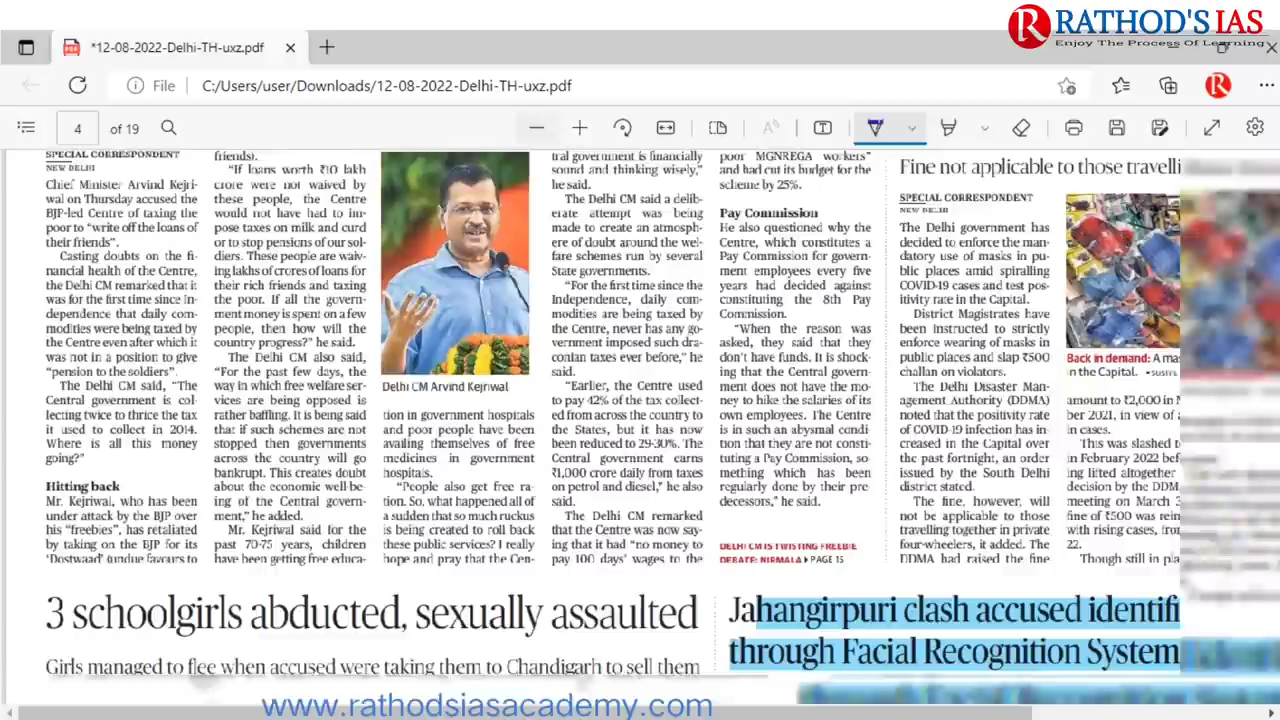 RATHOD'S IAS
Enjoy The Process Of Learning
*12-08-2022-Delhi-TH-uxz.pdf
File
C:/Users/user/Downloads/12-08-2022-Delhi-TH-uxz.pdf
4
of 19
SPECIAL CORRESPONDENT
NEW DELHI
Chief Minister Arvind Kejri-
wal on Thursday accused the
BJP-led Centre of taxing the
poor to "write off the loans of
their friends".
Casting doubts on the fi-
nancial health of the Centre,
the Delhi CM remarked that it
was for the first time since in-
dependence that daily com-
modities were being taxed by
the Centre even after which it
was not in a position to give
"pension to the soldiers".
The Delhi CM said, "The
Central government is col-
lecting twice to thrice the tax
it used to collect in 2014.
Where is all this money
going?"
Hitting back
Mr. Kejriwal, who has been
under attack by the BJP over
his "freebies", has retaliated
by taking on the BJP for its
'Dostwaad' favours to
friends).
"If loans worth ₹10 lakh
crore were not waived by
these people, the Centre
would not have had to im-
pose taxes on milk and curd
or to stop pensions of our sol-
diers. These people are waiv-
ing lakhs of crores of loans for
their rich friends and taxing
the poor. If all the govern-
ment money is spent on a few
people, then how will the
country progress?" he said.
The Delhi CM also said,
"For the past few days, the
way in which free welfare ser-
vices are being opposed is
rather baffling. It is being said
that if such schemes are not
stopped then governments
across the country will go
bankrupt. This creates doubt
about the economic well-be-
ing of the Central govern-
ment," he added.
Mr. Kejriwal said for the
past 70-75 years, children
have been getting free educa-
Delhi CM Arvind Kejriwal
tion in government hospitals
and poor people have been
availing themselves of free
medicines in government
hospitals.
"People also get free ra-
tion. So, what happened all of
a sudden that so much ruckus
is being created to roll back
these public services? I really
hope and pray that the Cen-
tral government is financially
sound and thinking wisely,"
he said.
The Delhi CM said a delib-
erate attempt was being
made to create an atmosph-
ere of doubt around the wel-
fare schemes run by several
State governments.
"For the first time since the
Independence, daily com-
modities are being taxed by
the Centre, never has any go-
vernment imposed such dra-
conian taxes ever before," he
said.
"Earlier, the Centre used
to pay 42% of the tax collect-
ed from across the country to
the States, but it has now
been reduced to 29-30%. The
Central government earns
₹1,000 crore daily from taxes
on petrol and diesel," he also
said.
The Delhi CM remarked
that the Centre was now say-
ing that it had "no money to
pay 100 days' wages to the
poor MGNREGA workers"
and had cut its budget for the
scheme by 25%.
Pay Commission
He also questioned why the
Centre, which constitutes a
Pay Commission for govern-
ment employees every five
years had decided against
constituting the 8th Pay
Commission.
"When the reason was
asked, they said that they
don't have funds. It is shock-
ing that the Central govern-
ment does not have the mo-
ney to hike the salaries of its
own employees. The Centre
is in such an abysmal condi-
tion that they are not consti-
tuting a Pay Commission, so-
mething which has been
regularly done by their pre-
decessors," he said.
DELHI CM IS TWISTING FREEBIE
DEBATE: NIRMALA PAGE 15
Fine not applicable to those travelli
SPECIAL CORRESPONDENT
NEW DELHI
The Delhi government has
decided to enforce the man-
datory use of masks in pu-
blic places amid spiralling
COVID-19 cases and test pos-
itivity rate in the Capital.
District Magistrates have
been instructed to strictly
enforce wearing of masks in
public places and slap ₹500
challan on violators.
The Delhi Disaster Man-
agement Authority (DDMA)
noted that the positivity rate
of COVID-19 infection has in-
creased in the Capital over
the past fortnight, an order
issued by the South Delhi
district stated.
The fine, however, will
not be applicable to those
travelling together in private
four-wheelers, it added. The
DDMA had raised the fine
Back in demand: A ma
in the Capital.
amount to ₹2,000 in
ber 2021, in view of
in cases.
This was slashed t
in February 2022 bef
ing lifted altogether
decision by the DDM
meeting on March 3
fine of ₹500 was rein
with rising cases, fro
22.
Though still in pla
3 schoolgirls abducted, sexually assaulted
Girls managed to flee when accused were taking them to Chandigarh to sell them
Jahangirpuri clash accused identifi
through Facial Recognition System
www.rathodsiasacademy.com